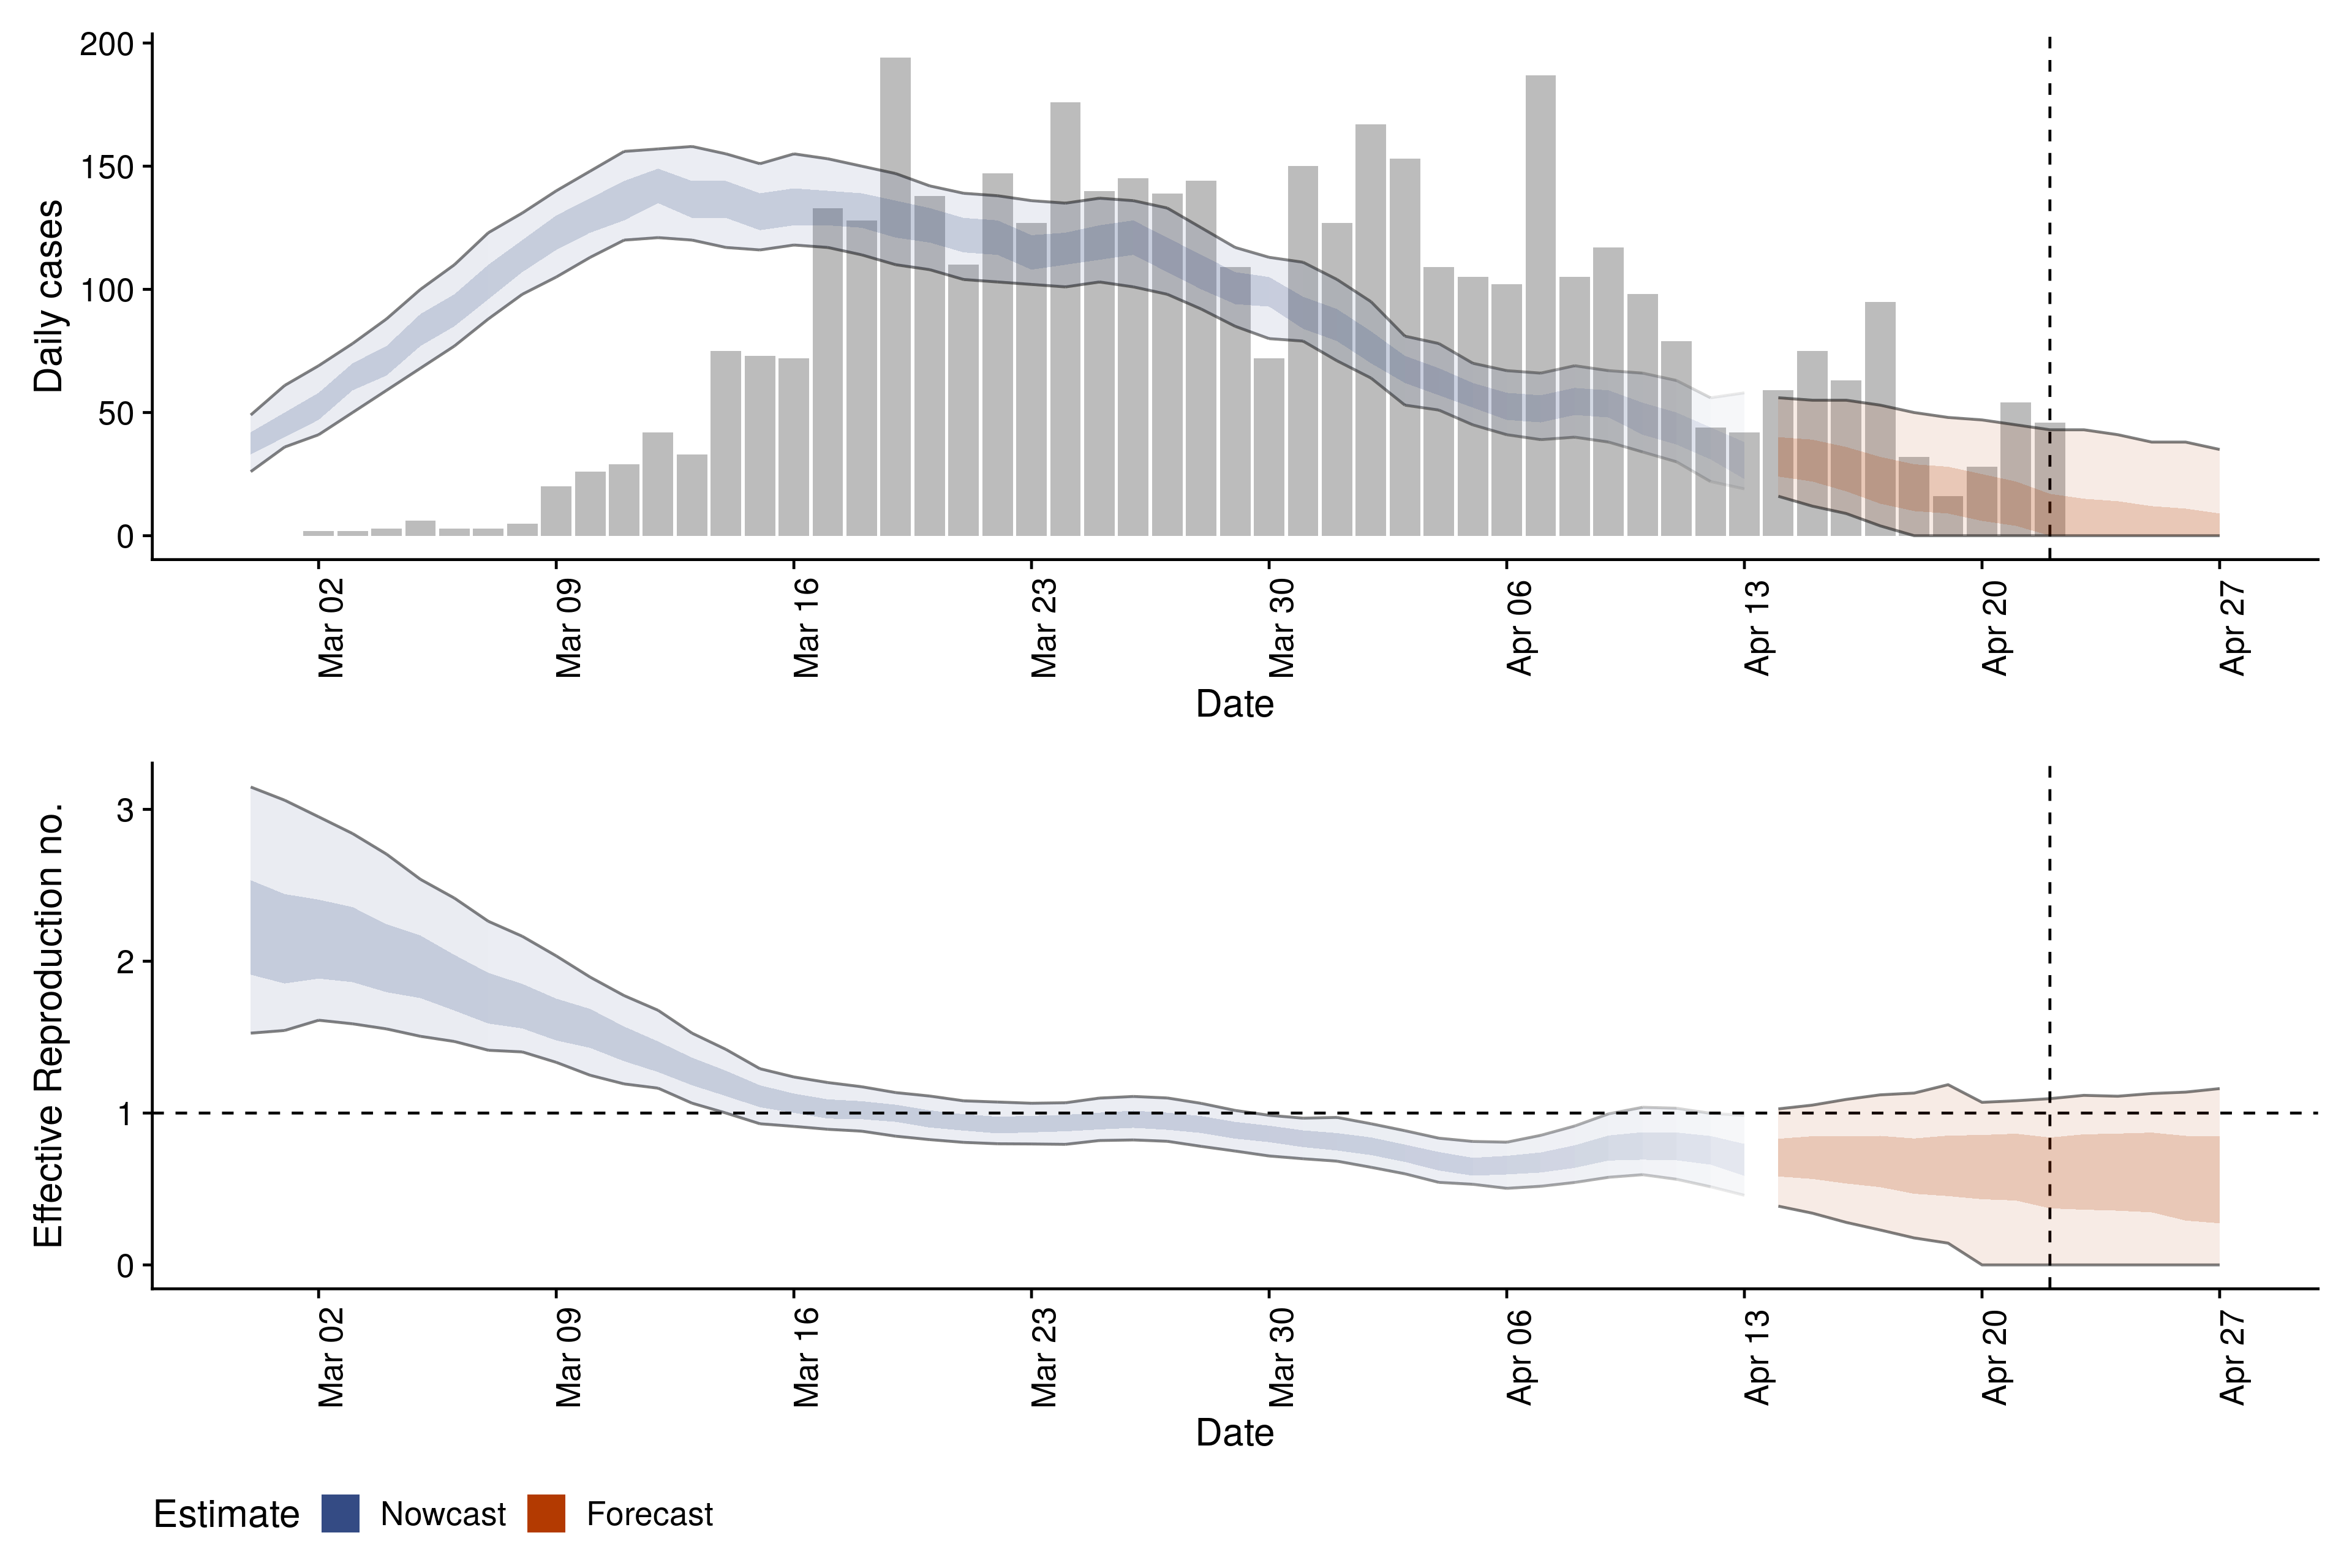 200
150
100
50
0
Daily cases
Mar 02
Mar 09
Mar 16
Mar 23
Mar 30
Apr 06
Apr 13
Apr 20
Apr 27
Date
3
2
1
0
Effective Reproduction no.
Mar 02
Mar 09
Mar 16
Mar 23
Mar 30
Apr 06
Apr 13
Apr 20
Apr 27
Date
Estimate Nowcast Forecast